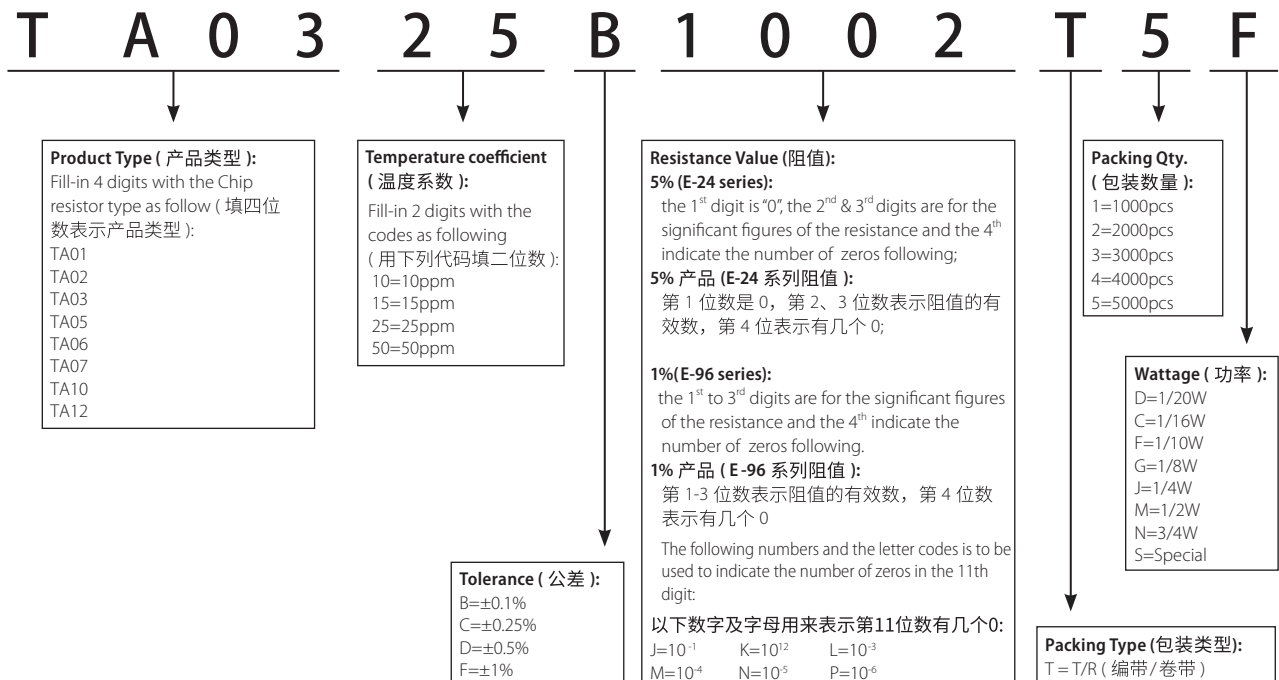 T A 0 3 2 5 B 1 0 0 2 T 5 F
Product Type ( 产品类型 ):
Fill-in 4 digits with the Chip
resistor type as follow ( 填四位
数表示产品类型 ):
TA01
TA02
TA03
TA05
TA06
TA07
TA10
TA12
Temperature coefficient
( 温度系数 ):
Fill-in 2 digits with the
codes as following
( 用下列代码填二位数 ):
10=10ppm
15=15ppm
25=25ppm
50=50ppm
Tolerance ( 公差 ):
B=±0.1%
C=±0.25%
D=±0.5%
F=±1%
Resistance Value (阻值):
5% (E-24 series):
the 1st digit is “0”, the 2nd & 3rd digits are for the
significant figures of the resistance and the 4th
indicate the number of zeros following;
5% 产品 (E-24 系列阻值 ):
第 1 位数是 0，第 2、3 位数表示阻值的有
效数，第 4 位表示有几个 0;
1%(E-96 series):
the 1st to 3rd digits are for the significant figures
of the resistance and the 4th indicate the
number of zeros following.
1% 产品 ( E-96 系列阻值 ):
第 1-3 位数表示阻值的有效数，第 4 位数
表示有几个 0
The following numbers and the letter codes is to be
used to indicate the number of zeros in the 11th
digit:
以下数字及字母用来表示第11位数有几个0:
J=10⁻¹ K=10¹² L=10⁻³
M=10⁻⁴ N=10⁻⁵ P=10⁻⁶
Packing Type (包装类型):
T = T/R ( 编带/卷带 )
Packing Qty.
( 包装数量 ):
1=1000pcs
2=2000pcs
3=3000pcs
4=4000pcs
5=5000pcs
Wattage ( 功率 ):
D=1/20W
C=1/16W
F=1/10W
G=1/8W
J=1/4W
M=1/2W
N=3/4W
S=Special